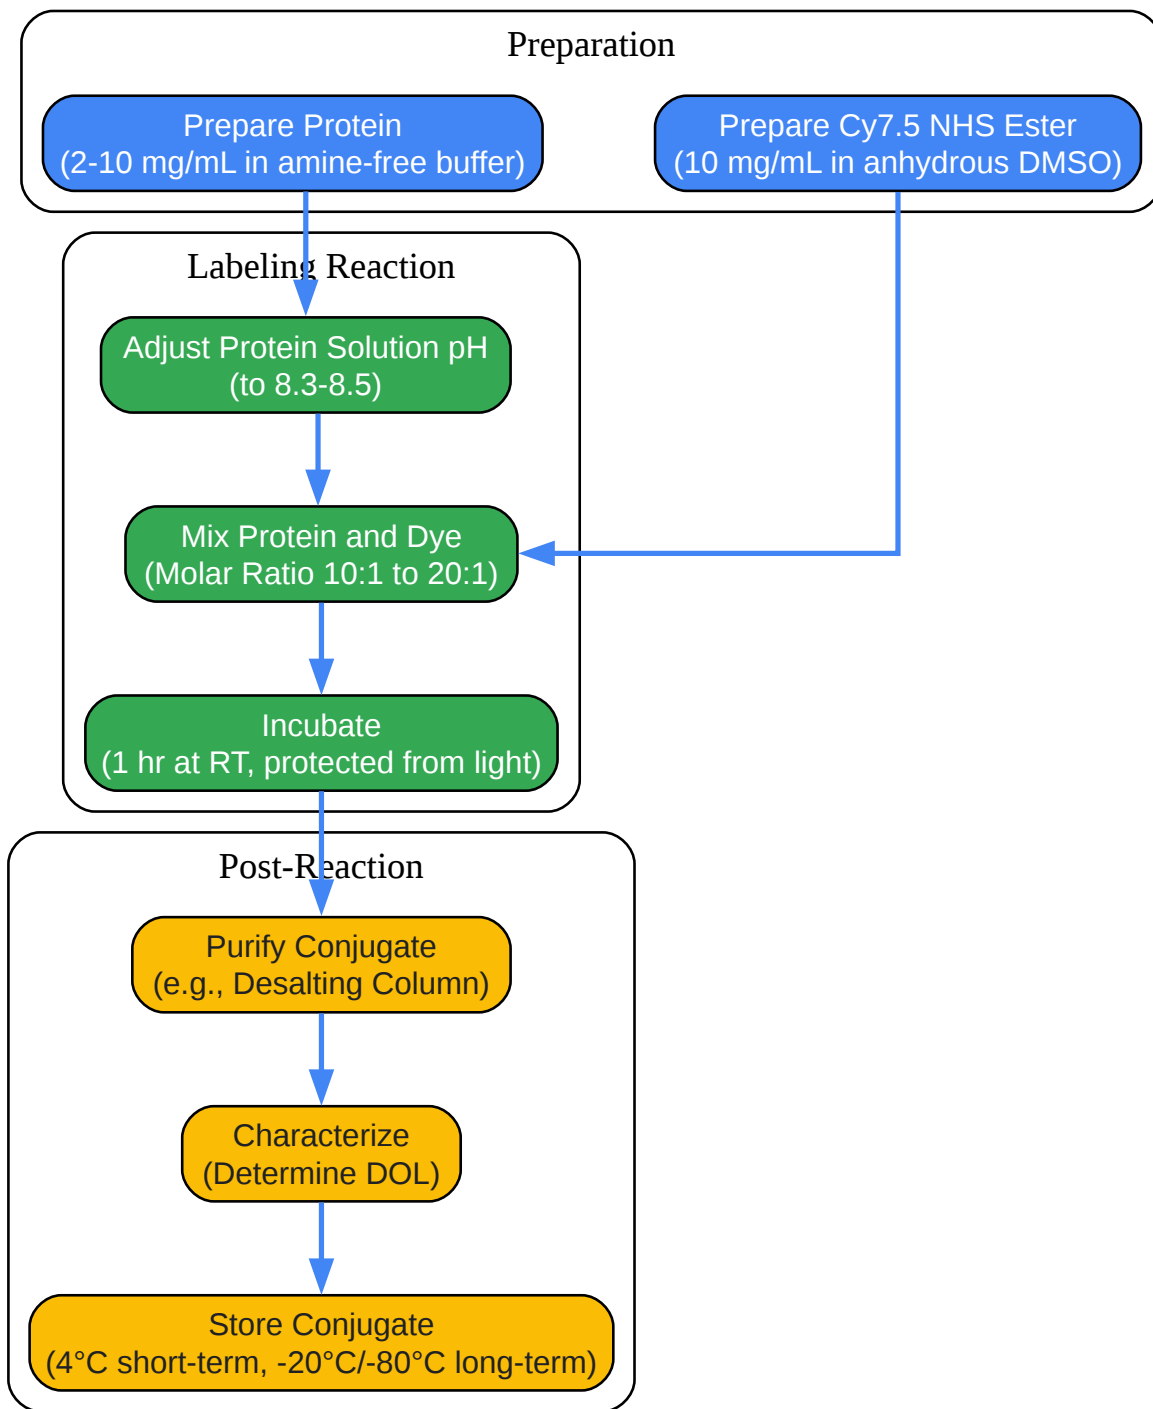 Preparation
Prepare Protein
(2-10 mg/mL in amine-free buffer)
Prepare Cy7.5 NHS Ester
(10 mg/mL in anhydrous DMSO)
Labeling Reaction
Adjust Protein Solution pH
(to 8.3-8.5)
Mix Protein and Dye
(Molar Ratio 10:1 to 20:1)
Incubate
(1 hr at RT, protected from light)
Post-Reaction
Purify Conjugate
(e.g., Desalting Column)
Characterize
(Determine DOL)
Store Conjugate
(4°C short-term, -20°C/-80°C long-term)